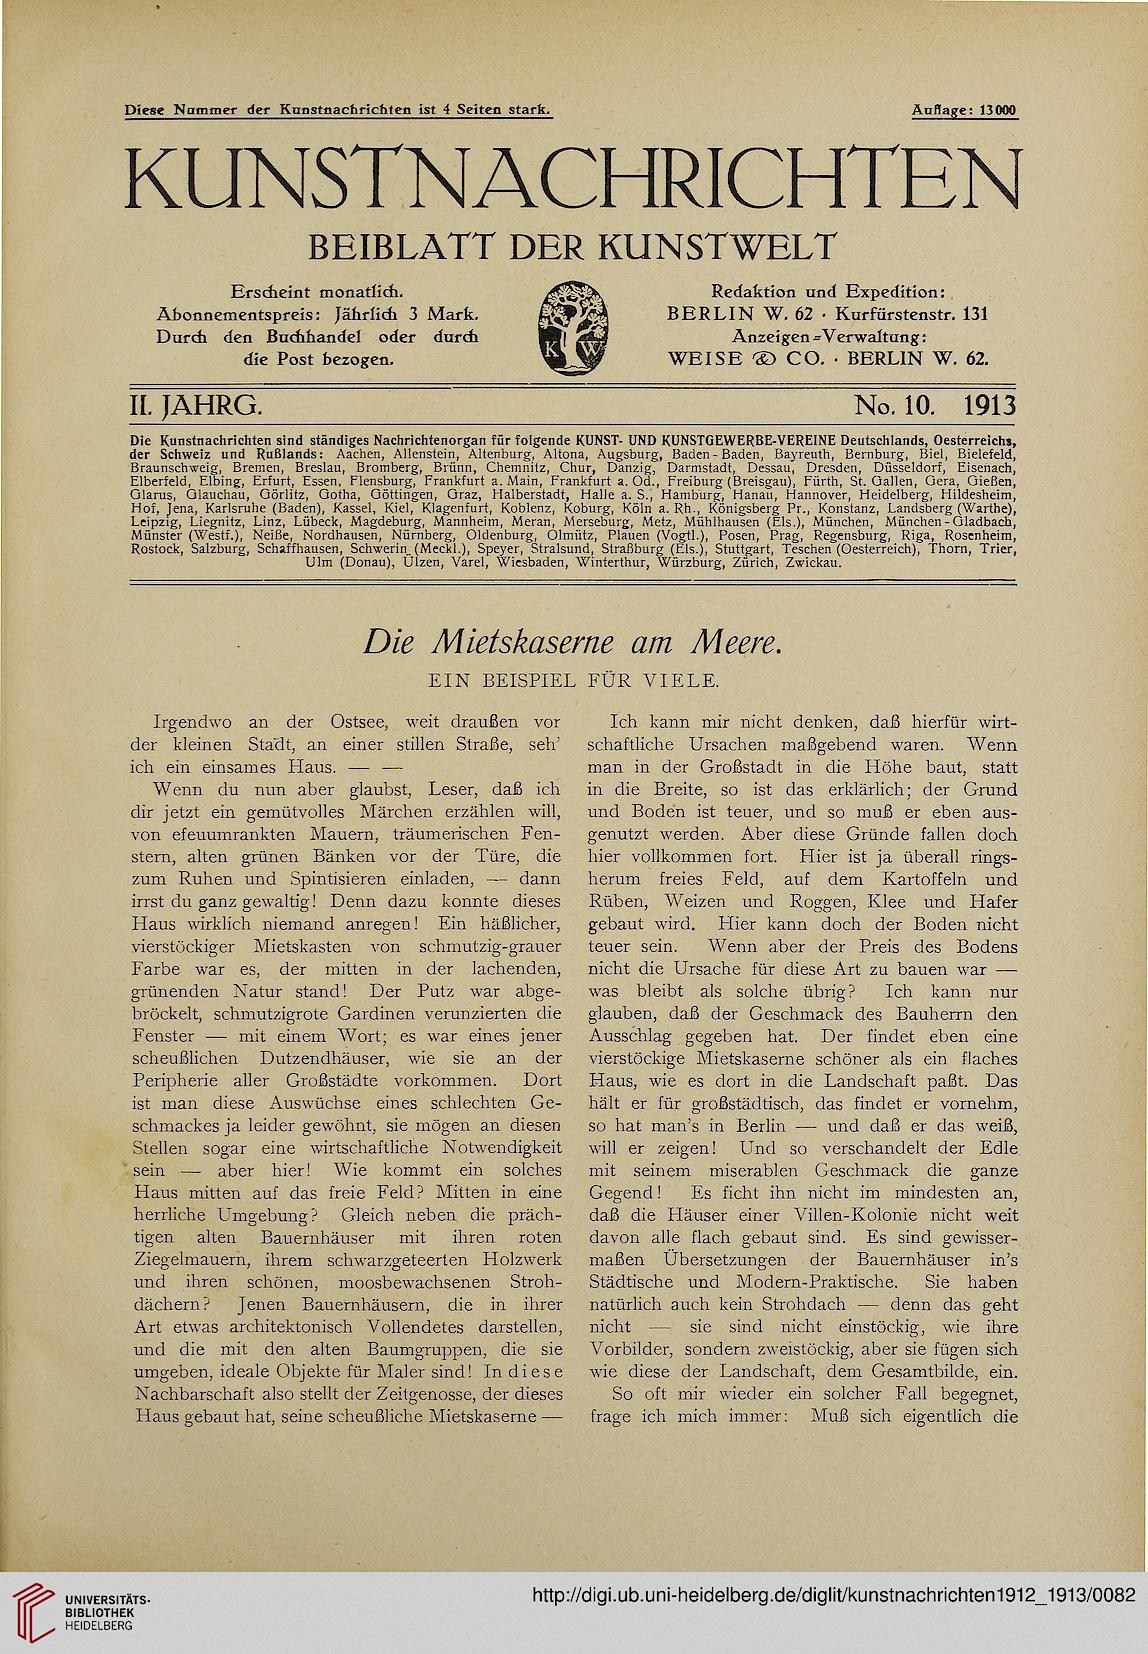 Diese Nummer der Kunstnachrichten ist 4 Seiten stark.
Auflage: 13000
KUNSTNACHRICHTEN
BEIBLATT DER KUNSTWELT
Erscheint monatlich.
Abonnementspreis: Jährlich 3 Mark.
Durch den Buchhandel oder durch
die Post bezogen.
K W
Redaktion und Expedition:
BERLIN W. 62 · Kurfürstenstr. 131
Anzeigen=Verwaltung:
WEISE & CO. · BERLIN W. 62.
II. JAHRG.
No. 10. 1913
Die Kunstnachrichten sind ständiges Nachrichtenorgan für folgende KUNST- UND KUNSTGEWERBE-VEREINE Deutschlands, Oesterreichs,
der Schweiz und Rußlands: Aachen, Allenstein, Altenburg, Altona, Augsburg, Baden-Baden, Bayreuth, Bernburg, Biel, Bielefeld,
Braunschweig, Bremen, Breslau, Bromberg, Brünn, Chemnitz, Chur, Danzig, Darmstadt, Dessau, Dresden, Düsseldorf, Eisenach,
Elberfeld, Elbing, Erfurt, Essen, Flensburg, Frankfurt a. Main, Frankfurt a. Od., Freiburg (Breisgau), Fürth, St. Gallen, Gera, Gießen,
Glarus, Glauchau, Görlitz, Gotha, Göttingen, Graz, Halberstadt, Halle a. S., Hamburg, Hanau, Hannover, Heidelberg, Hildesheim,
Hof, Jena, Karlsruhe (Baden), Kassel, Kiel, Klagenfurt, Koblenz, Koburg, Köln a. Rh., Königsberg Pr., Konstanz, Landsberg (Warthe),
Leipzig, Liegnitz, Linz, Lübeck, Magdeburg, Mannheim, Meran, Merseburg, Metz, Mühlhausen (Els.), München, München-Gladbach,
Münster (Westf.), Neiße, Nordhausen, Nürnberg, Oldenburg, Olmütz, Plauen (Vogtl.), Posen, Prag, Regensburg, Riga, Rosenheim,
Rostock, Salzburg, Schaffhausen, Schwerin (Meckl.), Speyer, Stralsund, Straßburg (Els.), Stuttgart, Teschen (Oesterreich), Thorn, Trier,
Ulm (Donau), Ülzen, Varel, Wiesbaden, Winterthur, Würzburg, Zürich, Zwickau.
Die Mietskaserne am Meere.
EIN BEISPIEL FÜR VIELE.
Irgendwo an der Ostsee, weit draußen vor
der kleinen Stadt, an einer stillen Straße, seh'
ich ein einsames Haus. — —
Wenn du nun aber glaubst, Leser, daß ich
dir jetzt ein gemütvolles Märchen erzählen will,
von efeuumrankten Mauern, träumerischen Fen-
stern, alten grünen Bänken vor der Türe, die
zum Ruhen und Spintisieren einladen, — dann
irrst du ganz gewaltig! Denn dazu konnte dieses
Haus wirklich niemand anregen! Ein häßlicher,
vierstöckiger Mietskasten von schmutzig-grauer
Farbe war es, der mitten in der lachenden,
grünenden Natur stand! Der Putz war abge-
bröckelt, schmutzigrote Gardinen verunzierten die
Fenster — mit einem Wort; es war eines jener
scheußlichen Dutzendhäuser, wie sie an der
Peripherie aller Großstädte vorkommen. Dort
ist man diese Auswüchse eines schlechten Ge-
schmackes ja leider gewöhnt, sie mögen an diesen
Stellen sogar eine wirtschaftliche Notwendigkeit
sein — aber hier! Wie kommt ein solches
Haus mitten auf das freie Feld? Mitten in eine
herrliche Umgebung? Gleich neben die präch-
tigen alten Bauernhäuser mit ihren roten
Ziegelmauern, ihrem schwarzgeteerten Holzwerk
und ihren schönen, moosbewachsenen Stroh-
dächern? Jenen Bauernhäusern, die in ihrer
Art etwas architektonisch Vollendetes darstellen,
und die mit den alten Baumgruppen, die sie
umgeben, ideale Objekte für Maler sind! In diese
Nachbarschaft also stellt der Zeitgenosse, der dieses
Haus gebaut hat, seine scheußliche Mietskaserne —
Ich kann mir nicht denken, daß hierfür wirt-
schaftliche Ursachen maßgebend waren. Wenn
man in der Großstadt in die Höhe baut, statt
in die Breite, so ist das erklärlich; der Grund
und Boden ist teuer, und so muß er eben aus-
genutzt werden. Aber diese Gründe fallen doch
hier vollkommen fort. Hier ist ja überall rings-
herum freies Feld, auf dem Kartoffeln und
Rüben, Weizen und Roggen, Klee und Hafer
gebaut wird. Hier kann doch der Boden nicht
teuer sein. Wenn aber der Preis des Bodens
nicht die Ursache für diese Art zu bauen war —
was bleibt als solche übrig? Ich kann nur
glauben, daß der Geschmack des Bauherrn den
Ausschlag gegeben hat. Der findet eben eine
vierstöckige Mietskaserne schöner als ein flaches
Haus, wie es dort in die Landschaft paßt. Das
hält er für großstädtisch, das findet er vornehm,
so hat man's in Berlin — und daß er das weiß,
will er zeigen! Und so verschandelt der Edle
mit seinem miserablen Geschmack die ganze
Gegend! Es ficht ihn nicht im mindesten an,
daß die Häuser einer Villen-Kolonie nicht weit
davon alle flach gebaut sind. Es sind gewisser-
maßen Übersetzungen der Bauernhäuser in's
Städtische und Modern-Praktische. Sie haben
natürlich auch kein Strohdach — denn das geht
nicht — sie sind nicht einstöckig, wie ihre
Vorbilder, sondern zweistöckig, aber sie fügen sich
wie diese der Landschaft, dem Gesamtbilde, ein.
So oft mir wieder ein solcher Fall begegnet,
frage ich mich immer: Muß sich eigentlich die
UNIVERSITÄTS-
BIBLIOTHEK
HEIDELBERG
http://digi.ub.uni-heidelberg.de/diglit/kunstnachrichten1912_1913/0082